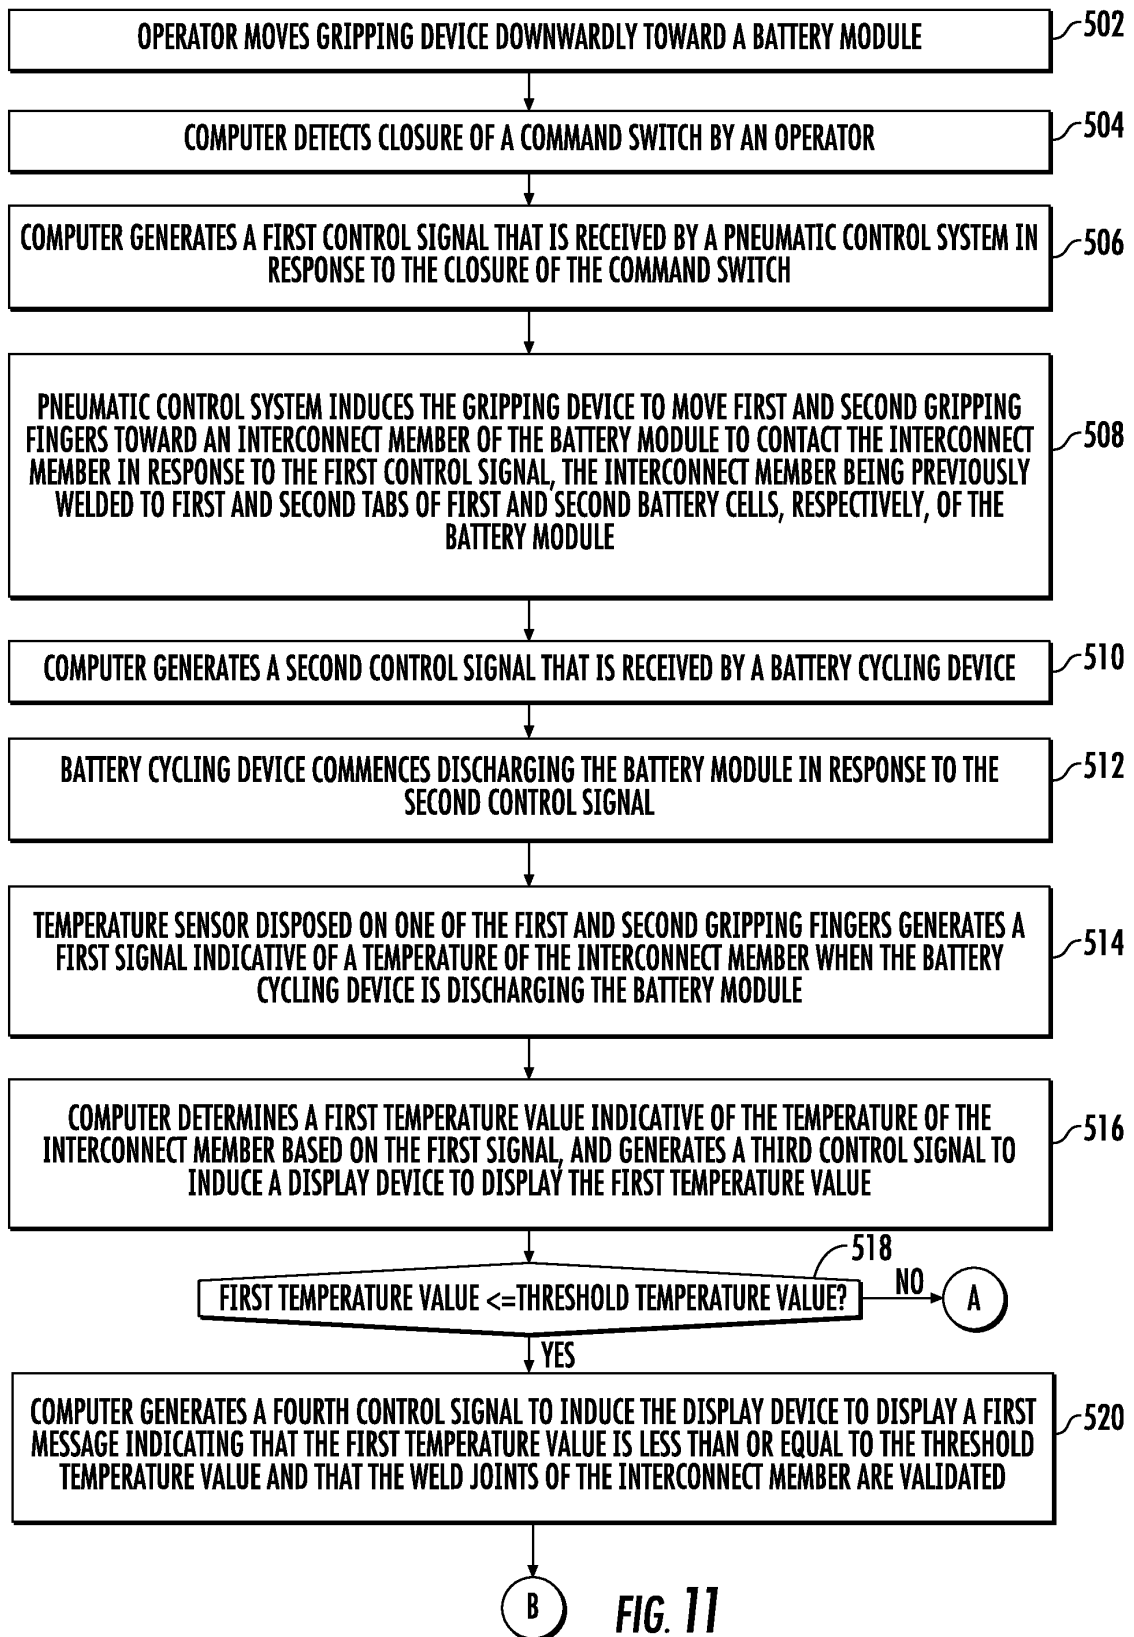 OPERATOR MOVES GRIPPING DEVICE DOWNWARDLY TOWARD A BATTERY MODULE
502
COMPUTER DETECTS CLOSURE OF A COMMAND SWITCH BY AN OPERATOR
504
COMPUTER GENERATES A FIRST CONTROL SIGNAL THAT IS RECEIVED BY A PNEUMATIC CONTROL SYSTEM IN
RESPONSE TO THE CLOSURE OF THE COMMAND SWITCH
506
PNEUMATIC CONTROL SYSTEM INDUCES THE GRIPPING DEVICE TO MOVE FIRST AND SECOND GRIPPING
FINGERS TOWARD AN INTERCONNECT MEMBER OF THE BATTERY MODULE TO CONTACT THE INTERCONNECT
MEMBER IN RESPONSE TO THE FIRST CONTROL SIGNAL, THE INTERCONNECT MEMBER BEING PREVIOUSLY
WELDED TO FIRST AND SECOND TABS OF FIRST AND SECOND BATTERY CELLS, RESPECTIVELY, OF THE
BATTERY MODULE
508
COMPUTER GENERATES A SECOND CONTROL SIGNAL THAT IS RECEIVED BY A BATTERY CYCLING DEVICE
510
BATTERY CYCLING DEVICE COMMENCES DISCHARGING THE BATTERY MODULE IN RESPONSE TO THE
SECOND CONTROL SIGNAL
512
TEMPERATURE SENSOR DISPOSED ON ONE OF THE FIRST AND SECOND GRIPPING FINGERS GENERATES A
FIRST SIGNAL INDICATIVE OF A TEMPERATURE OF THE INTERCONNECT MEMBER WHEN THE BATTERY
CYCLING DEVICE IS DISCHARGING THE BATTERY MODULE
514
COMPUTER DETERMINES A FIRST TEMPERATURE VALUE INDICATIVE OF THE TEMPERATURE OF THE
INTERCONNECT MEMBER BASED ON THE FIRST SIGNAL, AND GENERATES A THIRD CONTROL SIGNAL TO
INDUCE A DISPLAY DEVICE TO DISPLAY THE FIRST TEMPERATURE VALUE
516
518
FIRST TEMPERATURE VALUE <=THRESHOLD TEMPERATURE VALUE?
NO
A
YES
COMPUTER GENERATES A FOURTH CONTROL SIGNAL TO INDUCE THE DISPLAY DEVICE TO DISPLAY A FIRST
MESSAGE INDICATING THAT THE FIRST TEMPERATURE VALUE IS LESS THAN OR EQUAL TO THE THRESHOLD
TEMPERATURE VALUE AND THAT THE WELD JOINTS OF THE INTERCONNECT MEMBER ARE VALIDATED
520
B
FIG. 11